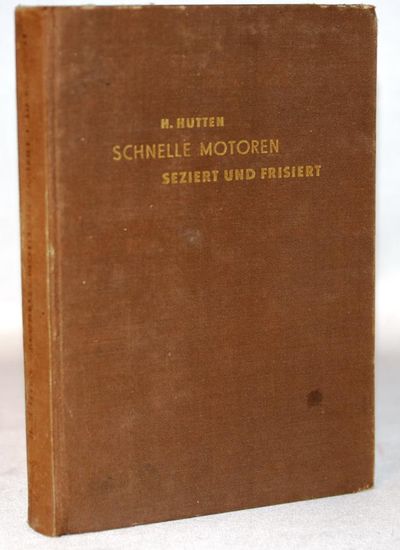 H. HUTTEN
SCHNELLE MOTOREN
SEZIERT UND FRISIERT